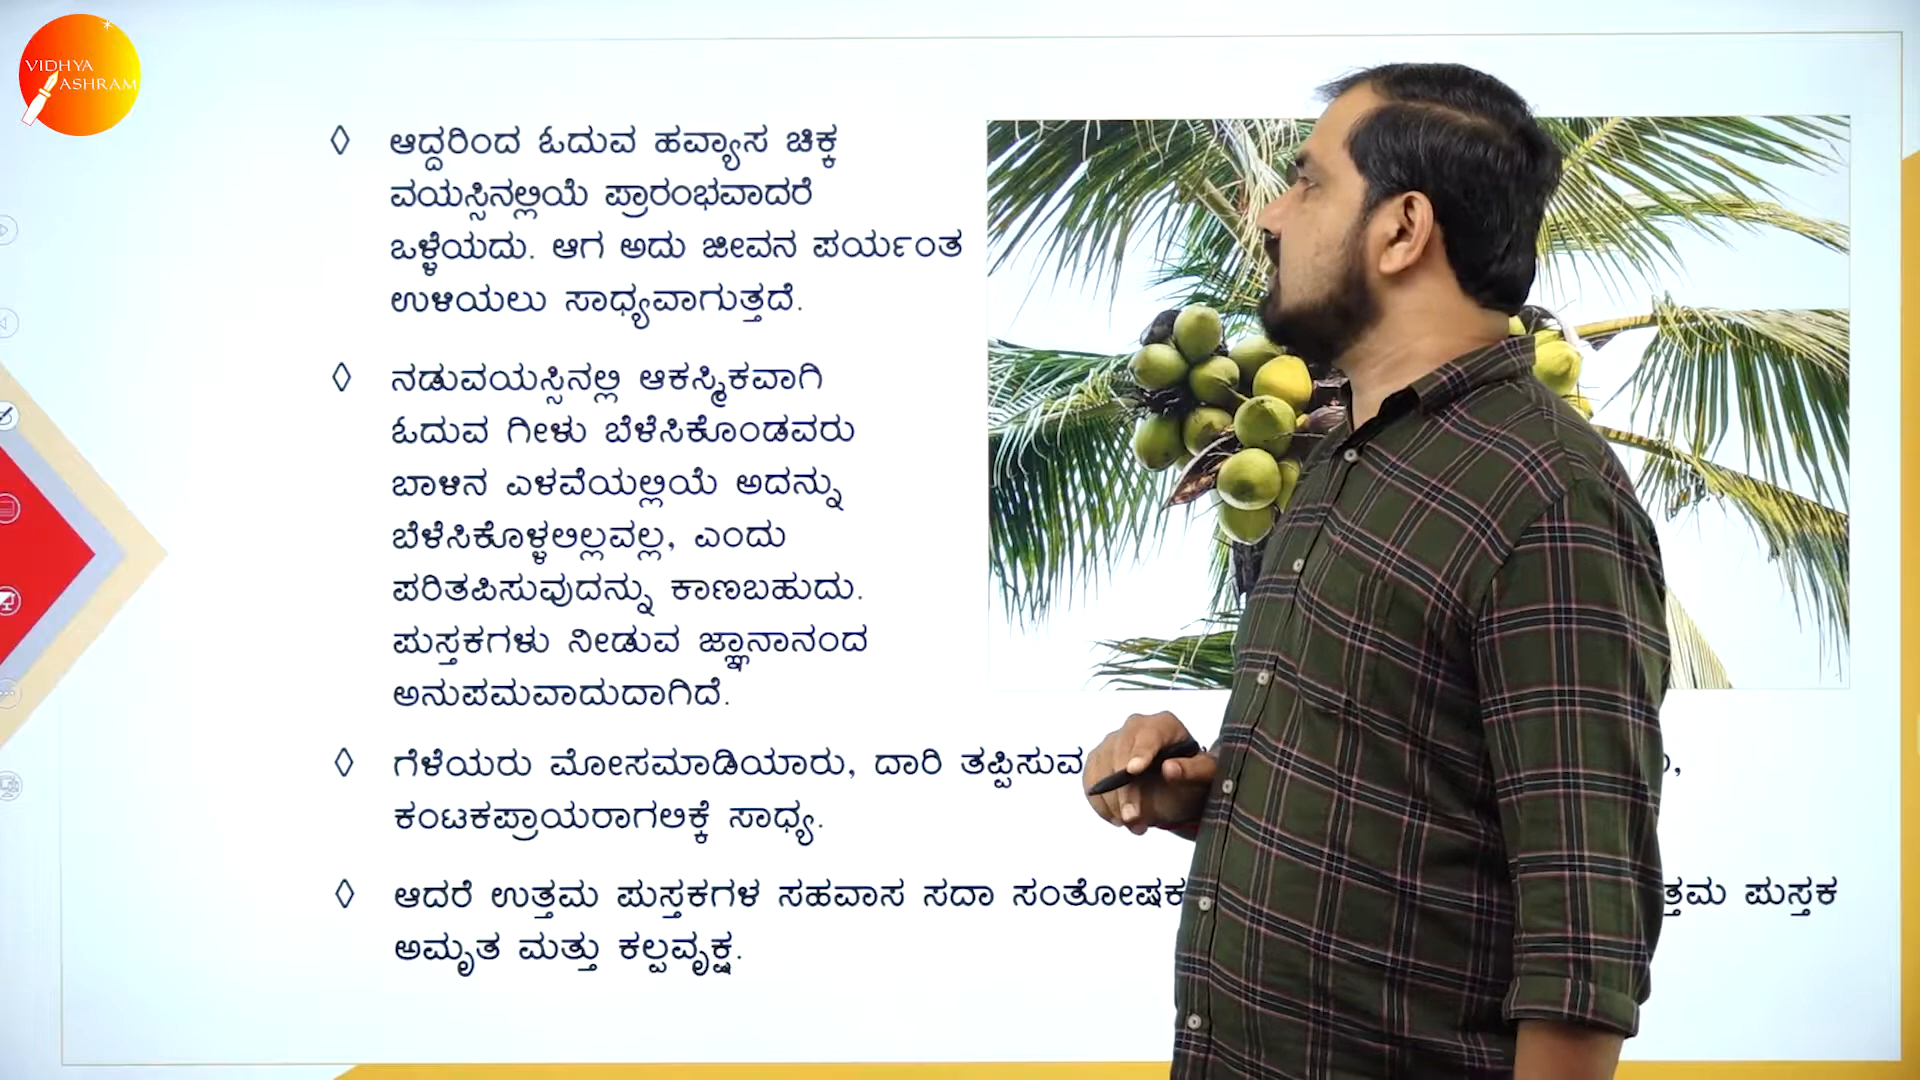 VIDHYA
ASHRAM
ಆದ್ದರಿಂದ ಓದುವ ಹವ್ಯಾಸ ಚಿಕ್ಕ
ವಯಸ್ಸಿನಲ್ಲಿಯೆ ಪ್ರಾರಂಭವಾದರೆ
ಒಳ್ಳೆಯದು. ಆಗ ಅದು ಜೀವನ ಪರ್ಯಂತ
ಉಳಿಯಲು ಸಾಧ್ಯವಾಗುತ್ತದೆ.
ನಡುವಯಸ್ಸಿನಲ್ಲಿ ಆಕಸ್ಮಿಕವಾಗಿ
ಓದುವ ಗೀಳು ಬೆಳೆಸಿಕೊಂಡವರು
ಬಾಳಿನ ಎಳವೆಯಲ್ಲಿಯೆ ಅದನ್ನು
ಬೆಳೆಸಿಕೊಳ್ಳಲಿಲ್ಲವಲ್ಲ, ಎಂದು
ಪರಿತಪಿಸುವುದನ್ನು ಕಾಣಬಹುದು.
ಪುಸ್ತಕಗಳು ನೀಡುವ ಜ್ಞಾನಾನಂದ
ಅನುಪಮವಾದುದಾಗಿದೆ.
ಗೆಳೆಯರು ಮೋಸಮಾಡಿಯಾರು, ದಾರಿ ತಪ್ಪಿಸುವ
ಕಂಟಕಪ್ರಾಯರಾಗಲಿಕ್ಕೆ ಸಾಧ್ಯ.
ಆದರೆ ಉತ್ತಮ ಪುಸ್ತಕಗಳ ಸಹವಾಸ ಸದಾ ಪುಸ್ತಕ
ಅಮೃತ ಮತ್ತು ಕಲ್ಪವೃಕ್ಷ.